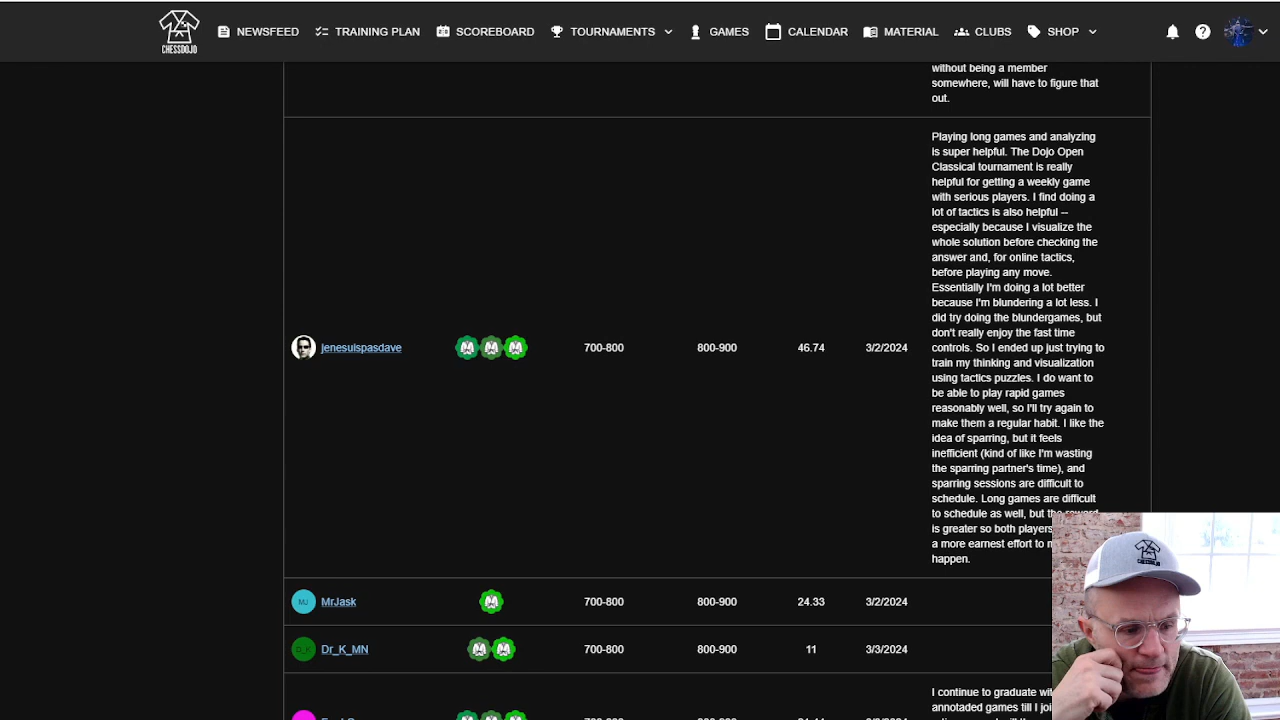 CHESSDOJO
NEWSFEED
TRAINING PLAN
SCOREBOARD
TOURNAMENTS
GAMES
CALENDAR
MATERIAL
CLUBS
SHOP
without being a member
somewhere, will have to figure that
out.
jenesuispasdave
700-800
800-900
46.74
3/2/2024
Playing long games and analyzing
is super helpful. The Dojo Open
Classical tournament is really
helpful for getting a weekly game
with serious players. I find doing a
lot of tactics is also helpful --
especially because I visualize the
whole solution before checking the
answer and, for online tactics,
before playing any move.
Essentially I'm doing a lot better
because I'm blundering a lot less. I
did try doing the blundergames, but
don't really enjoy the fast time
controls. So I ended up just trying to
train my thinking and visualization
using tactics puzzles. I do want to
be able to play rapid games
reasonably well, so I'll try again to
make them a regular habit. I like the
idea of sparring, but it feels
inefficient (kind of like I'm wasting
the sparring partner's time), and
sparring sessions are difficult to
schedule. Long games are difficult
to schedule as well, but the reward
is greater so both players
a more earnest effort to
happen.
MJ
MrJask
700-800
800-900
24.33
3/2/2024
D_K
Dr_K_MN
700-800
800-900
11
3/3/2024
I continue to graduate
annotaded games till I
CHESSDOJO